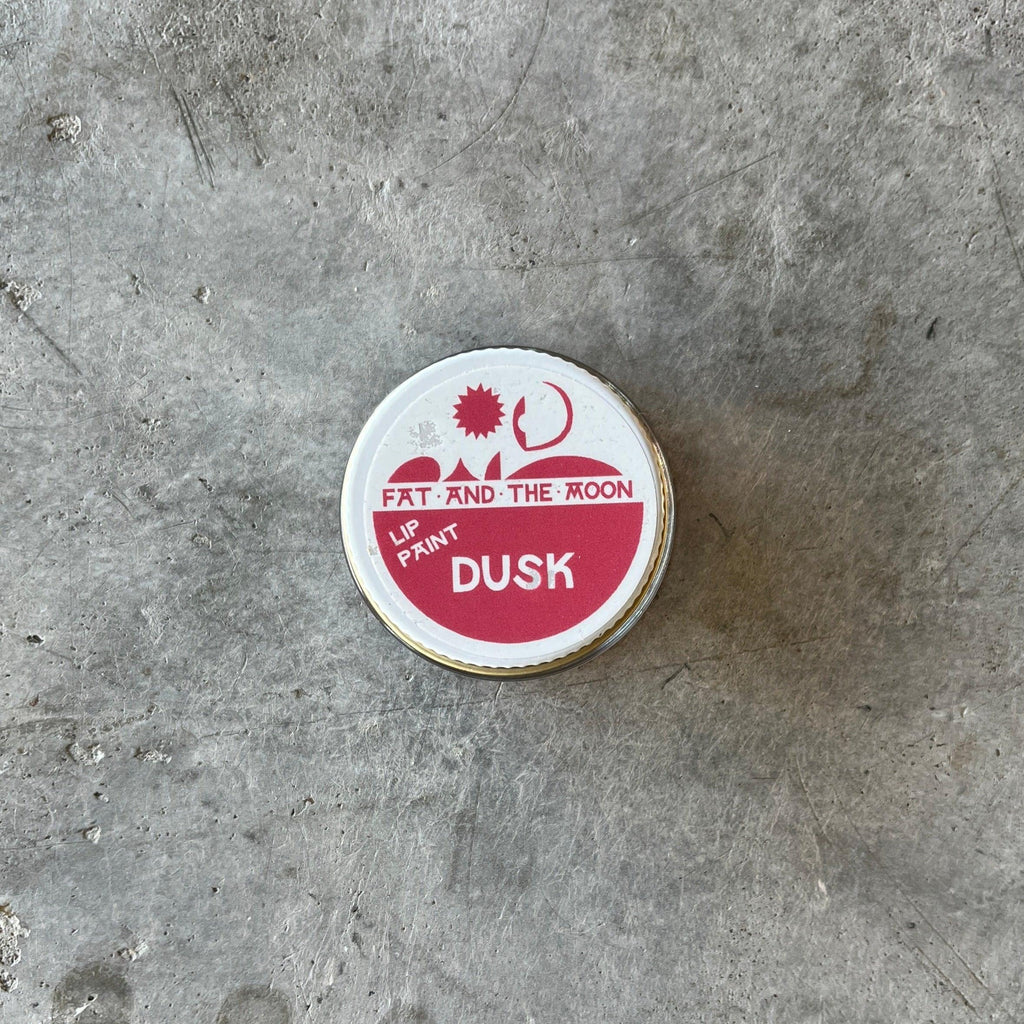 FAT · AND · THE · MOON
LIP
PAINT
DUSK